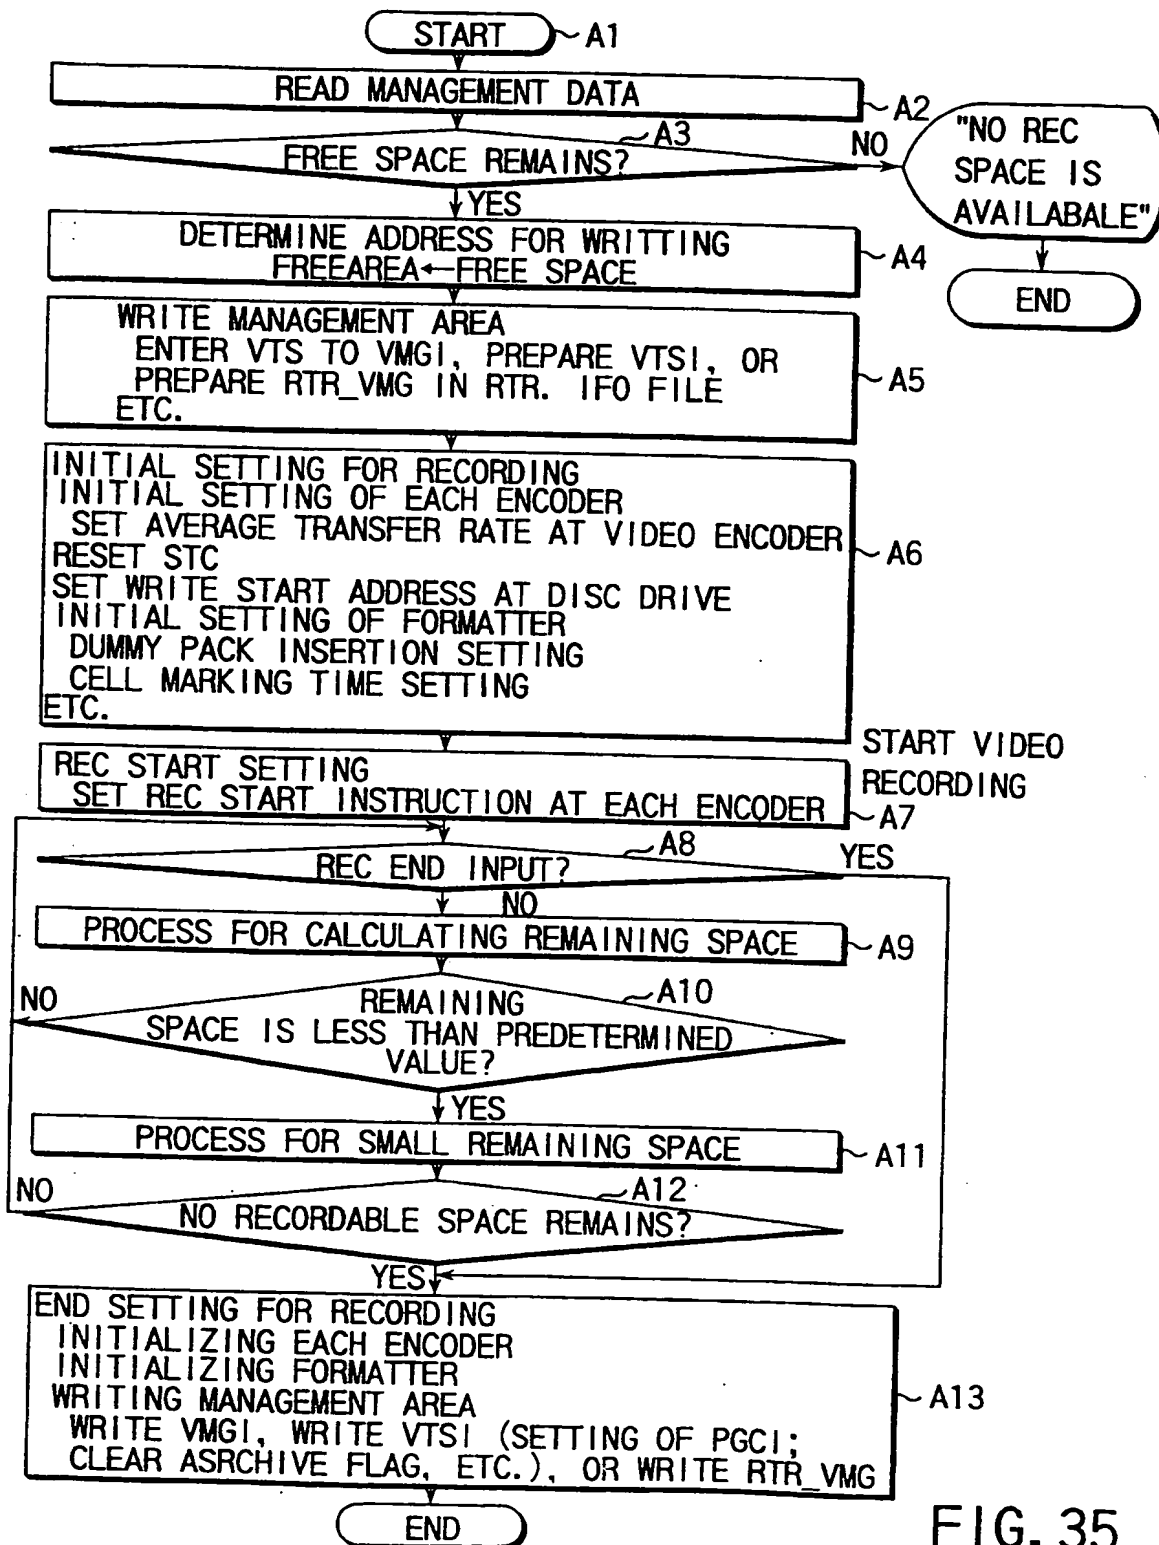 START A1
READ MANAGEMENT DATA A2
A3
FREE SPACE REMAINS?
NO
"NO REC
SPACE IS
AVAILABALE"
END
YES
DETERMINE ADDRESS FOR WRITTING
FREEAREA←FREE SPACE
A4
WRITE MANAGEMENT AREA
ENTER VTS TO VMGI, PREPARE VTSI, OR
PREPARE RTR_VMG IN RTR. IFO FILE
ETC.
A5
INITIAL SETTING FOR RECORDING
INITIAL SETTING OF EACH ENCODER
SET AVERAGE TRANSFER RATE AT VIDEO ENCODER
RESET STC
SET WRITE START ADDRESS AT DISC DRIVE
INITIAL SETTING OF FORMATTER
DUMMY PACK INSERTION SETTING
CELL MARKING TIME SETTING
ETC.
A6
START VIDEO
RECORDING
REC START SETTING
SET REC START INSTRUCTION AT EACH ENCODER
A7
A8
REC END INPUT?
YES
NO
PROCESS FOR CALCULATING REMAINING SPACE A9
A10
NO
REMAINING
SPACE IS LESS THAN PREDETERMINED
VALUE?
YES
PROCESS FOR SMALL REMAINING SPACE A11
A12
NO
NO RECORDABLE SPACE REMAINS?
YES
END SETTING FOR RECORDING
INITIALIZING EACH ENCODER
INITIALIZING FORMATTER
WRITING MANAGEMENT AREA
WRITE VMGI, WRITE VTSI (SETTING OF PGCI;
CLEAR ASRCHIVE FLAG, ETC.), OR WRITE RTR_VMG
A13
END
FIG. 35